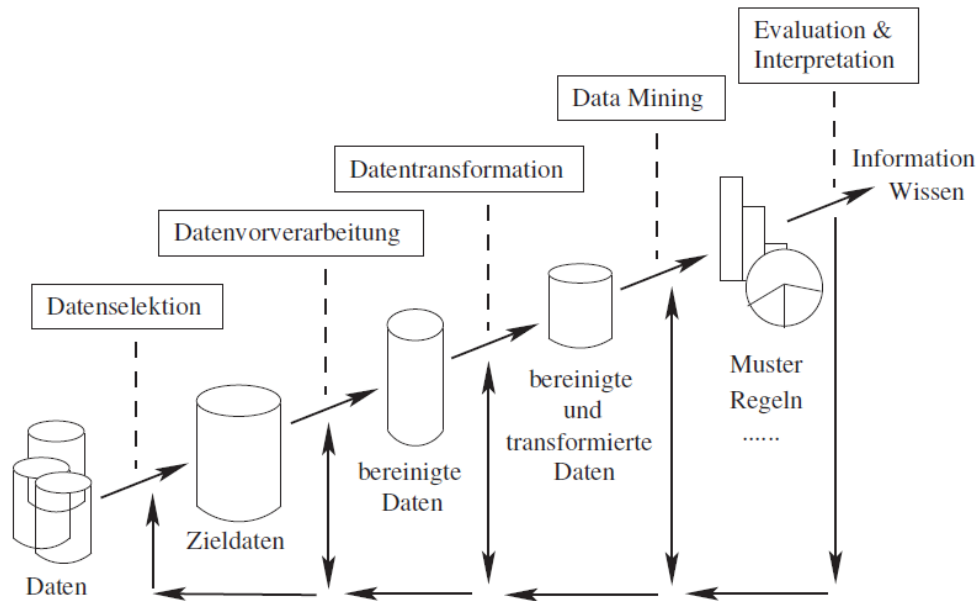 Evaluation &
Interpretation
Data Mining
Datentransformation
Datenvorverarbeitung
Datenselektion
Information
Wissen
Muster
Regeln
......
bereinigte
und
transformierte
Daten
bereinigte
Daten
Zieldaten
Daten